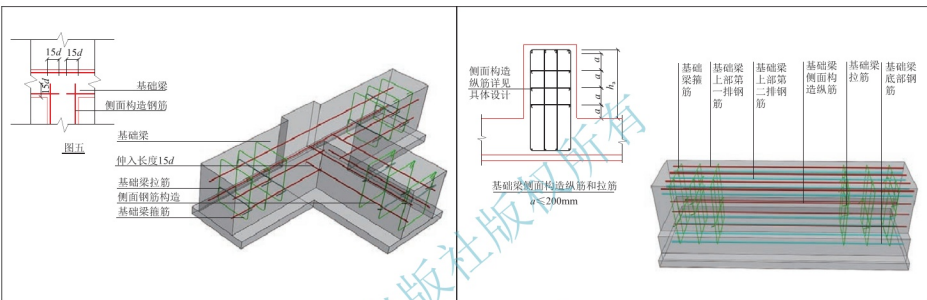 15d 15d
15d
基础梁
侧面构造钢筋
图五
基础梁
伸入长度15d
基础梁拉筋
侧面钢筋构造
基础梁箍筋
侧面构造
纵筋详见
具体设计
a
a
a
a
hw
基础梁侧面构造纵筋和拉筋
a≤200mm
基础梁箍筋
基础梁上部第一排钢筋
基础梁上部第二排钢筋
基础梁侧面构造纵筋
基础梁拉筋
基础梁底部钢筋
版社版权所有